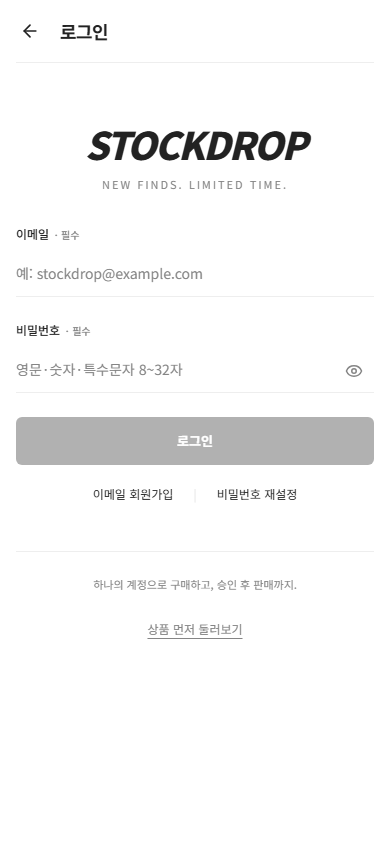 로그인
STOCKDROP
NEW FINDS. LIMITED TIME.
이메일 · 필수
예: stockdrop@example.com
비밀번호 · 필수
영문·숫자·특수문자 8~32자
로그인
이메일 회원가입 | 비밀번호 재설정
하나의 계정으로 구매하고, 승인 후 판매까지.
상품 먼저 둘러보기